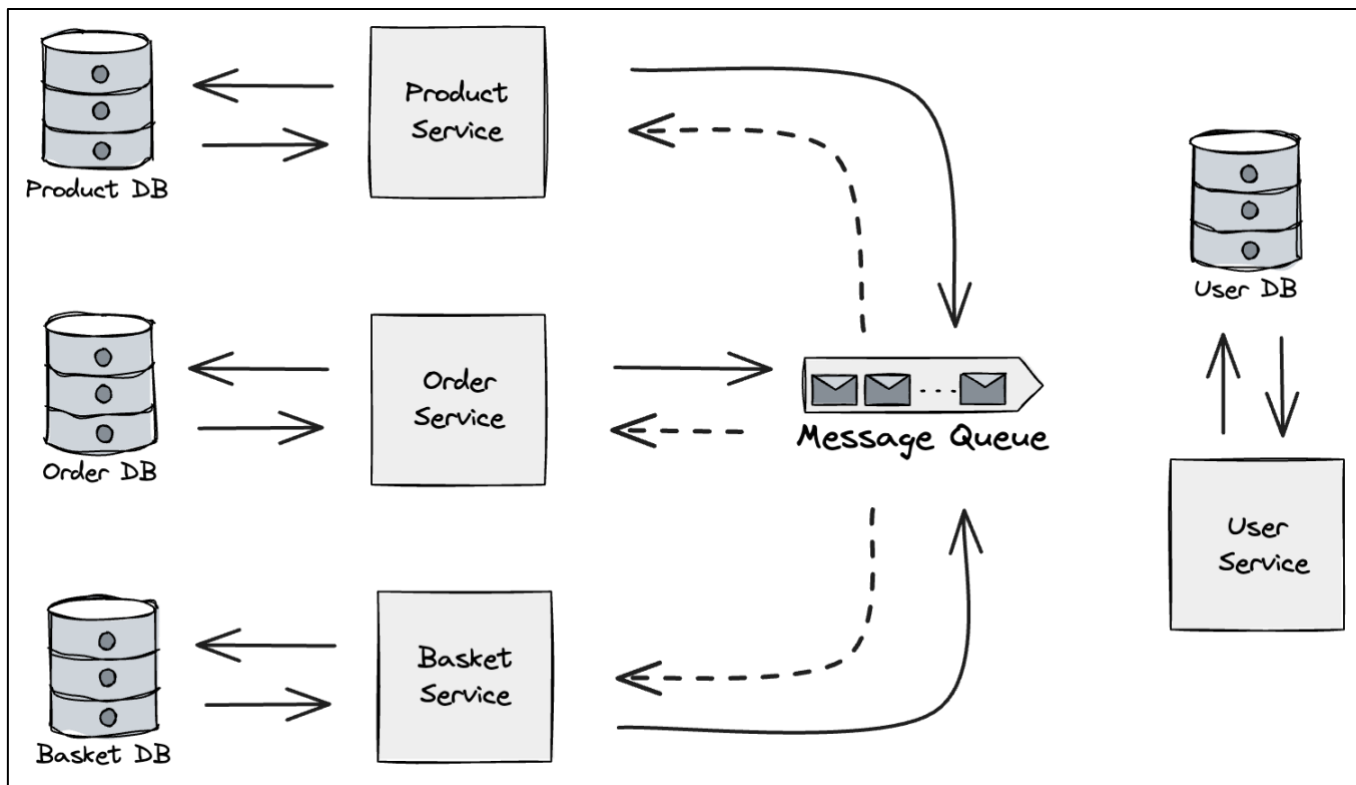 Product
Service
Product DB
User DB
Order
Service
Order DB
Message Queue
User
Service
Basket
Service
Basket DB